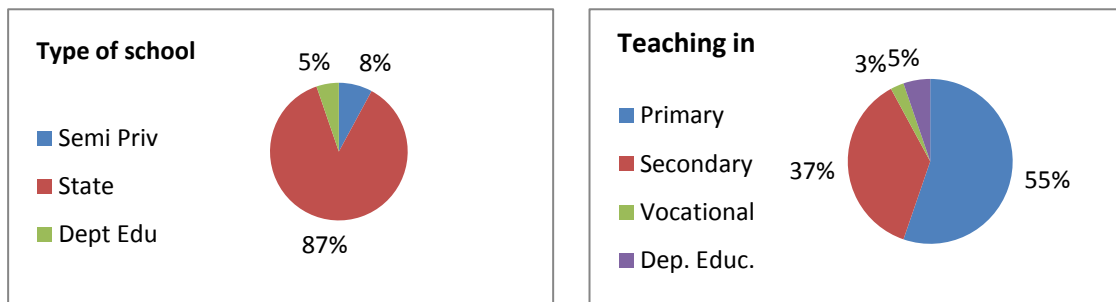 Type of school
5%
8%
Semi Priv
State
Dept Edu
87%
Teaching in
3%
5%
Primary
Secondary
37%
55%
Vocational
Dep. Educ.